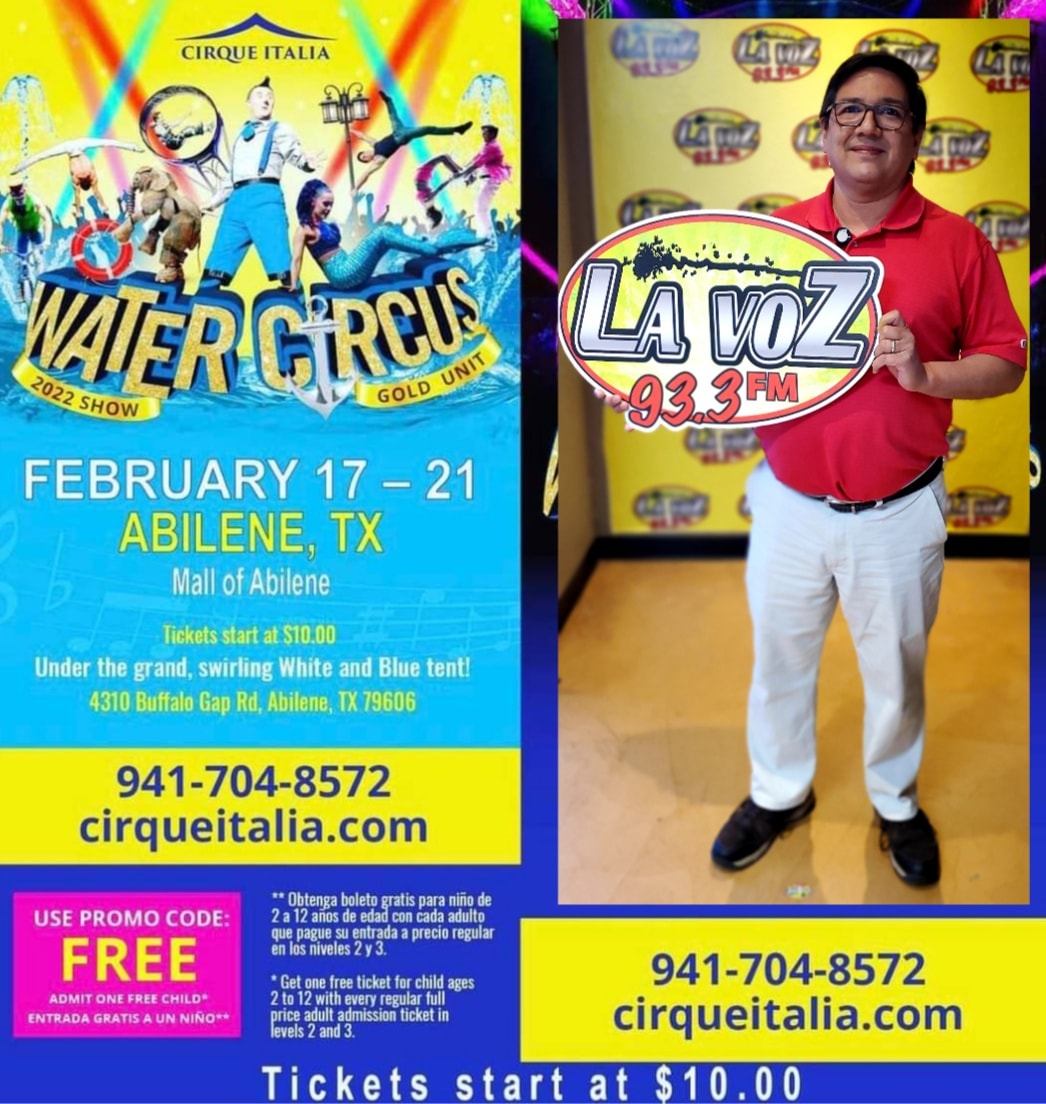 CIRQUE ITALIA
WATER CIRCUS
2022 SHOW
GOLD UNIT
FEBRUARY 17 – 21
ABILENE, TX
Mall of Abilene
Tickets start at $10.00
Under the grand, swirling White and Blue tent!
4310 Buffalo Gap Rd, Abilene, TX 79606
941-704-8572
cirqueitalia.com
USE PROMO CODE:
FREE
ADMIT ONE FREE CHILD*
ENTRADA GRATIS A UN NIÑO**
** Obtenga boleto gratis para niño de
2 a 12 años de edad con cada adulto
que pague su entrada a precio regular
en los niveles 2 y 3.
* Get one free ticket for child ages
2 to 12 with every regular full
price adult admission ticket in
levels 2 and 3.
LA VOZ
LA VOZ
LA VOZ
LA VOZ
93.3 FM
941-704-8572
cirqueitalia.com
Tickets start at $10.00